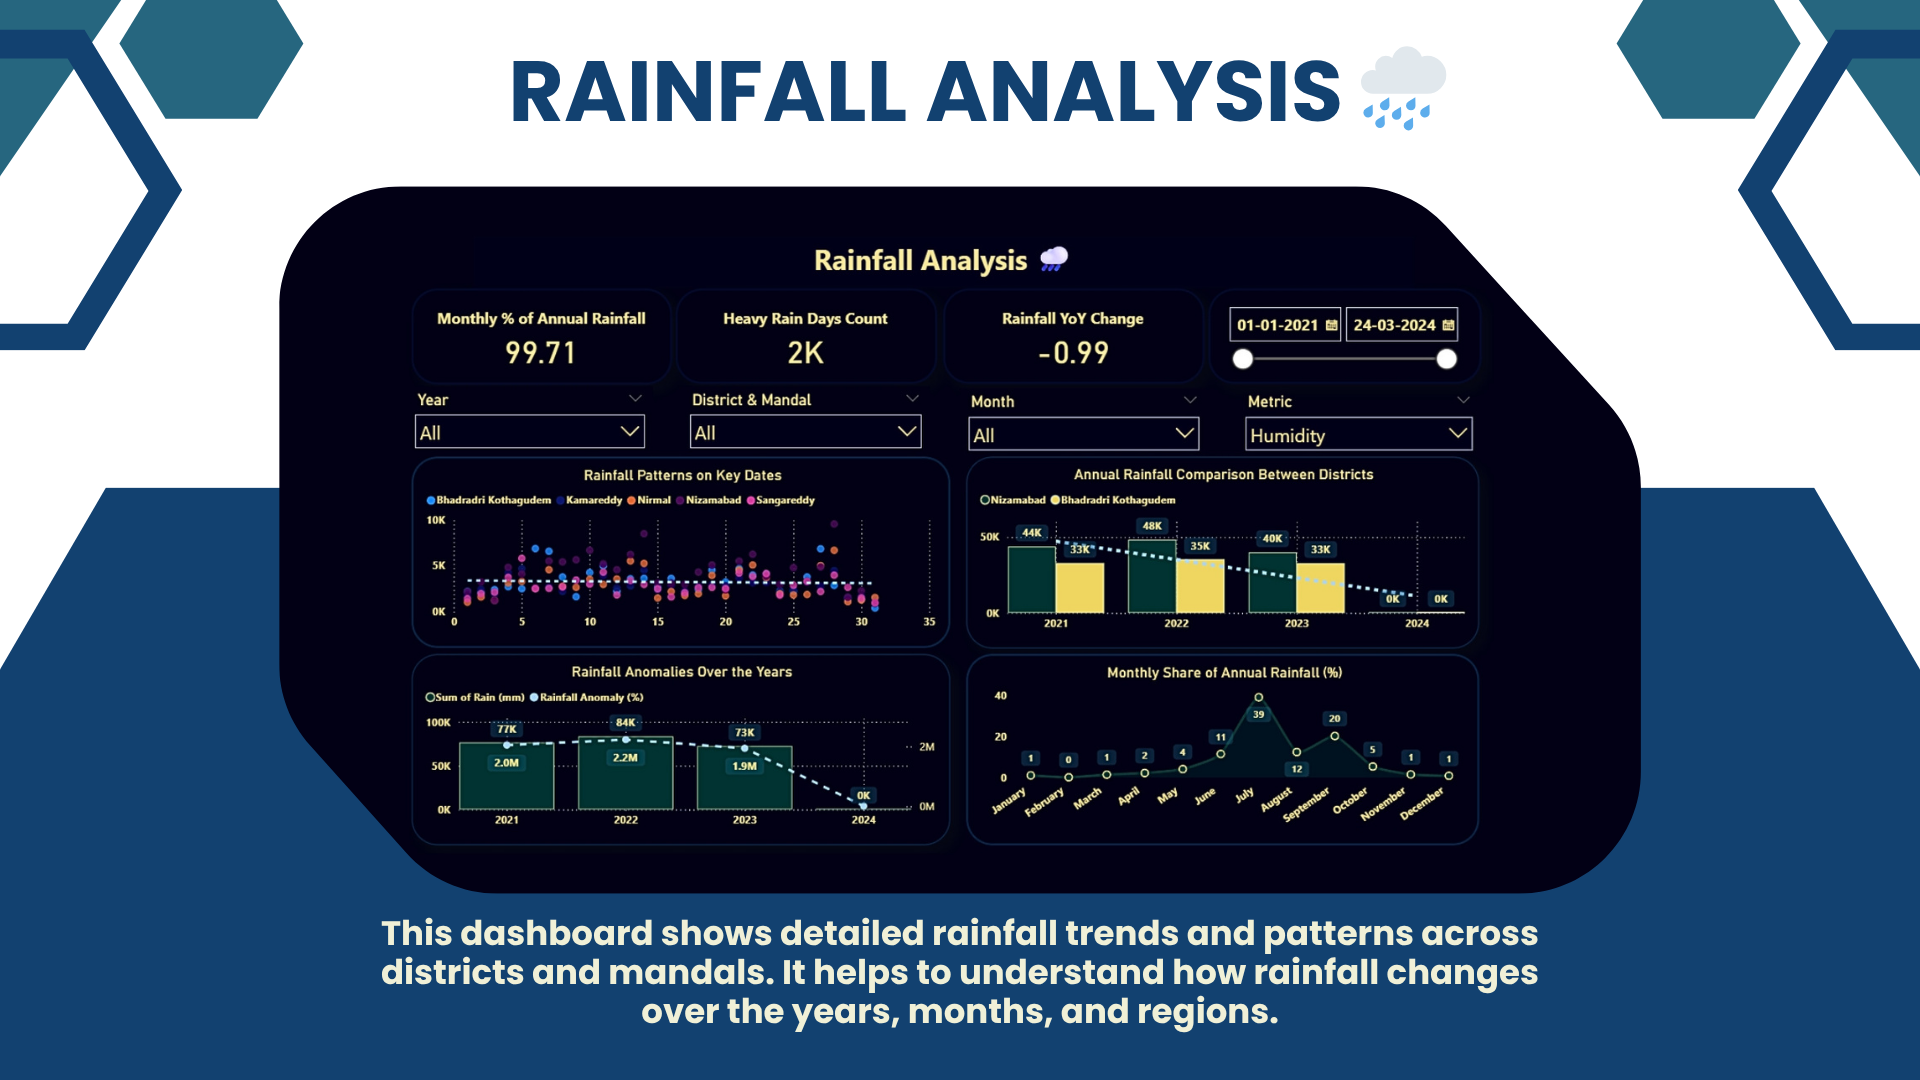 RAINFALL ANALYSIS
Rainfall Analysis
Monthly % of Annual Rainfall
99.71
Heavy Rain Days Count
2K
Rainfall YoY Change
-0.99
01-01-2021
24-03-2024
Year
All
District & Mandal
All
Month
All
Metric
Humidity
Rainfall Patterns on Key Dates
Bhadradri Kothagudem Kamareddy Nirmal Nizamabad Sangareddy
10K
5K
0K
0 5 10 15 20 25 30 35
Annual Rainfall Comparison Between Districts
Nizamabad Bhadradri Kothagudem
50K
0K
44K 33K 48K 35K 40K 33K 0K 0K
2021 2022 2023 2024
Rainfall Anomalies Over the Years
Sum of Rain (mm) Rainfall Anomaly (%)
100K
50K
0K
77K 84K 73K 0K
2.0M 2.2M 1.9M
2M
0M
2021 2022 2023 2024
Monthly Share of Annual Rainfall (%)
40
20
0
1 0 1 2 4 11 39 12 20 5 1 1
January February March April May June July August September October November December
This dashboard shows detailed rainfall trends and patterns across
districts and mandals. It helps to understand how rainfall changes
over the years, months, and regions.